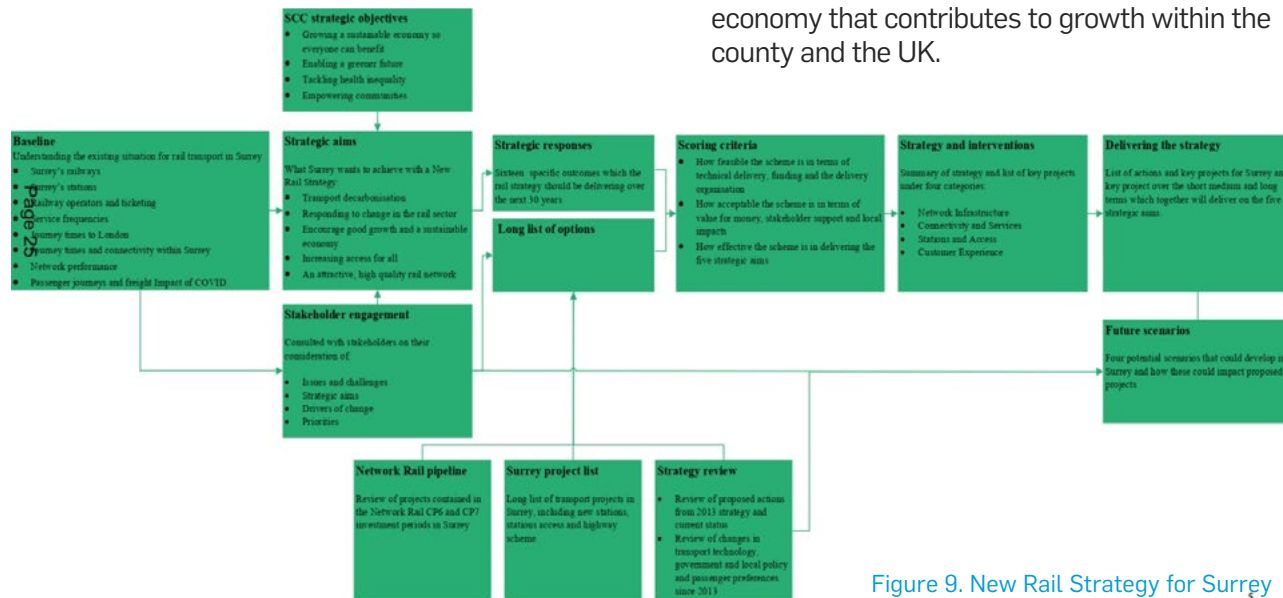 economy that contributes to growth within the
county and the UK.
SCC strategic objectives
• Growing a sustainable economy so
everyone can benefit
• Enabling a greener future
• Tackling health inequality
• Empowering communities
Baseline
Understanding the existing situation for rail transport in Surrey
• Surrey's railways
• Surrey's stations
• Railway operators and ticketing
• Service frequencies
• Journey times to London
• Journey times and connectivity within Surrey
• Network performance
• Passenger journeys and freight Impact of COVID
Page 25
Strategic aims
What Surrey wants to achieve with a New
Rail Strategy:
• Transport decarbonisation
• Responding to change in the rail sector
• Encourage good growth and a sustainable
economy
• Increasing access for all
• An attractive, high quality rail network
Stakeholder engagement
Consulted with stakeholders on their
consideration of:
• Issues and challenges
• Strategic aims
• Drivers of change
• Priorities
Strategic responses
Sixteen specific outcomes which the
rail strategy should be delivering over
the next 30 years
Long list of options
Scoring criteria
• How feasible the scheme is in terms of
technical delivery, funding and the delivery
organisation
• How acceptable the scheme is in terms of
value for money, stakeholder support and local
impacts
• How effective the scheme is in delivering the
five strategic aims
Strategy and interventions
Summary of strategy and list of key projects
under four categories:
• Network Infrastructure
• Connectivity and Services
• Stations and Access
• Customer Experience
Delivering the strategy
List of actions and key projects for Surrey an
key project over the short medium and long
terms which together will deliver on the five
strategic aims.
Future scenarios
Four potential scenarios that could develop in
Surrey and how these could impact proposed
projects
Network Rail pipeline
Review of projects contained in
the Network Rail CP6 and CP7
investment periods in Surrey
Surrey project list
Long list of transport projects in
Surrey, including new stations,
stations access and highway
scheme
Strategy review
• Review of proposed actions
from 2013 strategy and
current status
• Review of changes in
transport technology,
government and local policy
and passenger preferences
since 2013
Figure 9. New Rail Strategy for Surrey